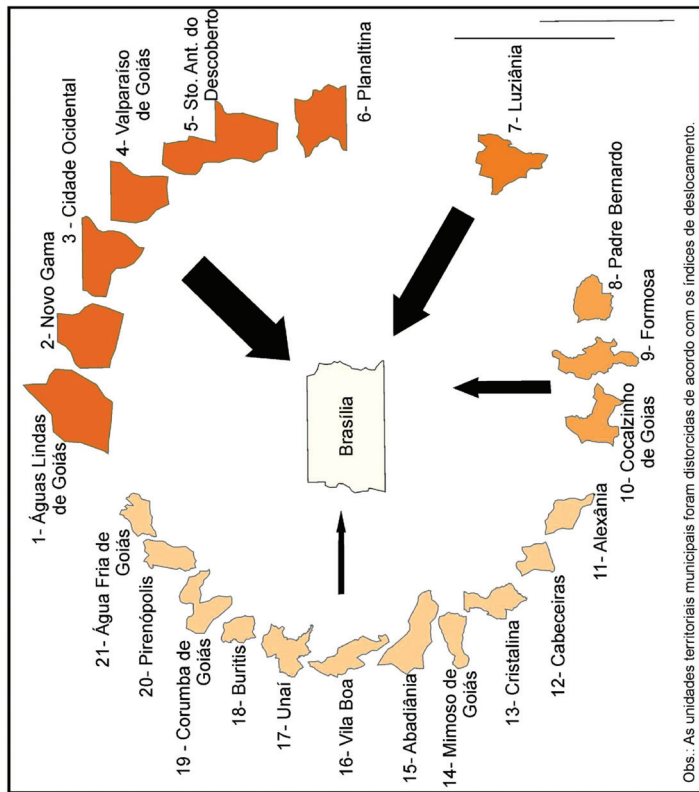 1- Águas Lindas
de Goiás
2- Novo Gama
3 - Cidade Ocidental
4- Valparaíso
de Goiás
5- Sto. Ant. do
Descoberto
6- Planaltina
7- Luziânia
8- Padre Bernardo
9- Formosa
10- Cocalzinho
de Goias
11- Alexânia
12- Cabeceiras
13- Cristalina
14- Mimoso de
Goiás
15- Abadiânia
16- Vila Boa
17- Unaí
18- Buritis
19 - Corumba de
Goiás
20- Pirenópolis
21- Água Fria de
Goiás
Brasília
Obs.: As unidades territoriais municipais foram distorcidas de acordo com os índices de deslocamento.